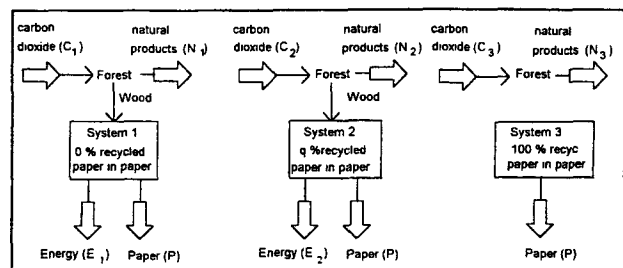 carbon
dioxide (C1)
natural
products (N1)
Forest
Wood
System 1
0 % recycled
paper in paper
Energy (E1)
Paper (P)
carbon
dioxide (C2)
natural
products (N2)
Forest
Wood
System 2
q %recycled
paper in paper
Energy (E2)
Paper (P)
carbon
dioxide (C3)
natural
products (N3)
Forest
System 3
100 % recyc
paper in paper
Paper (P)